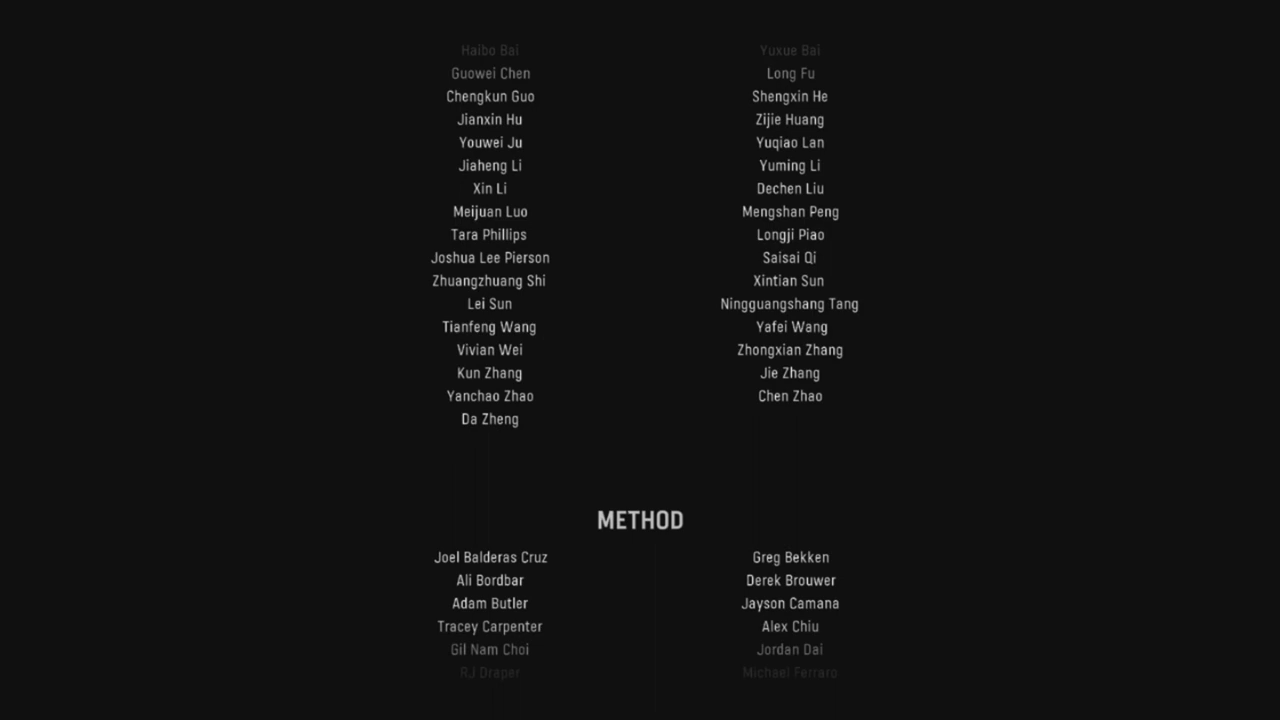 Haibo Bai Yuxue Bai
Guowei Chen Long Fu
Chengkun Guo Shengxin He
Jianxin Hu Zijie Huang
Youwei Ju Yuqiao Lan
Jiaheng Li Yuming Li
Xin Li Dechen Liu
Meijuan Luo Mengshan Peng
Tara Phillips Longji Piao
Joshua Lee Pierson Saisai Qi
Zhuangzhuang Shi Xintian Sun
Lei Sun Ningguangshang Tang
Tianfeng Wang Yafei Wang
Vivian Wei Zhongxian Zhang
Kun Zhang Jie Zhang
Yanchao Zhao Chen Zhao
Da Zheng
METHOD
Joel Balderas Cruz Greg Bekken
Ali Bordbar Derek Brouwer
Adam Butler Jayson Camana
Tracey Carpenter Alex Chiu
Gil Nam Choi Jordan Dai
RJ Draper Michael Ferraro